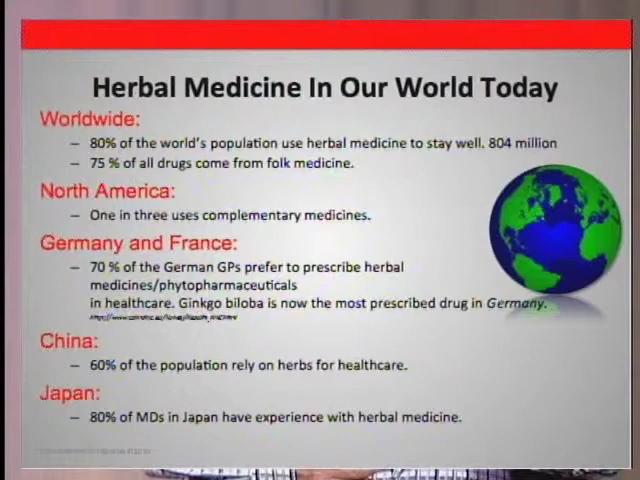 Herbal Medicine In Our World Today
Worldwide:
– 80% of the world's population use herbal medicine to stay well. 804 million
– 75 % of all drugs come from folk medicine.
North America:
– One in three uses complementary medicines.
Germany and France:
– 70 % of the German GPs prefer to prescribe herbal
medicines/phytopharmaceuticals
in healthcare. Ginkgo biloba is now the most prescribed drug in Germany.
China:
– 60% of the population rely on herbs for healthcare.
Japan:
– 80% of MDs in Japan have experience with herbal medicine.